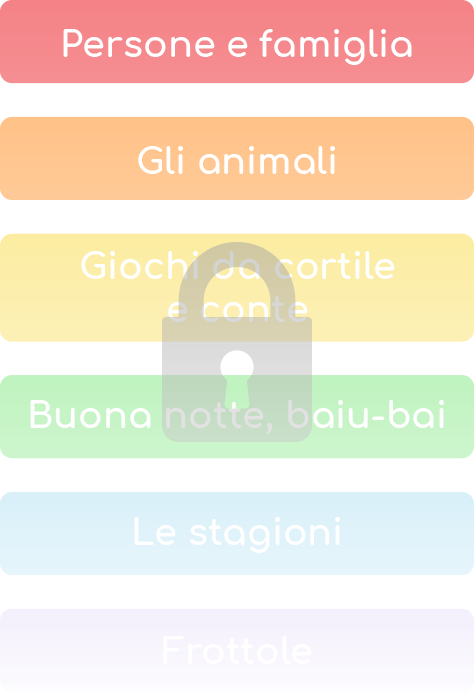 Persone e famiglia
Gli animali
Giochi da cortile
e conte
Buona notte, baiu-bai
Le stagioni
Frottole